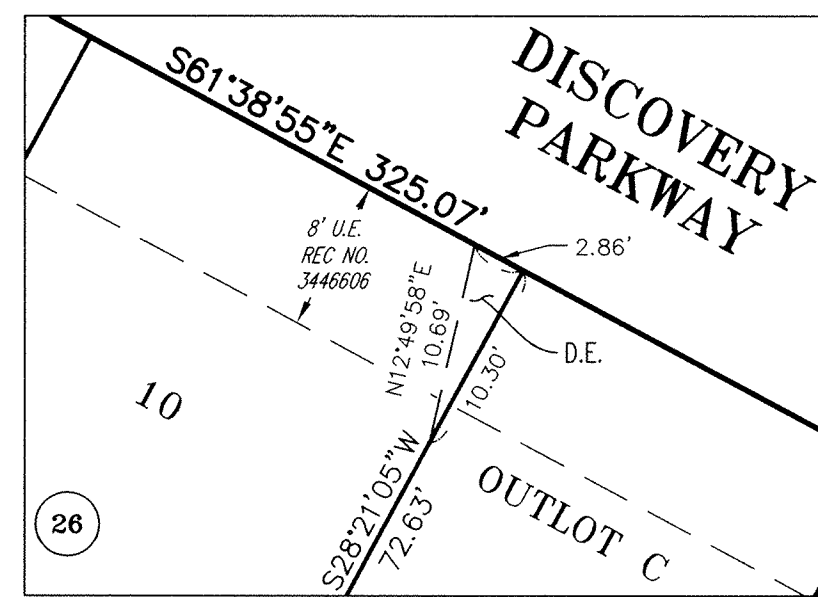 DISCOVERY
PARKWAY
S61°38'55"E 325.07'
8' U.E.
REC NO.
3446606
2.86'
N12°49'58"E
10.69'
D.E.
10.30'
10
S28°21'05"W
72.63'
OUTLOT C
26